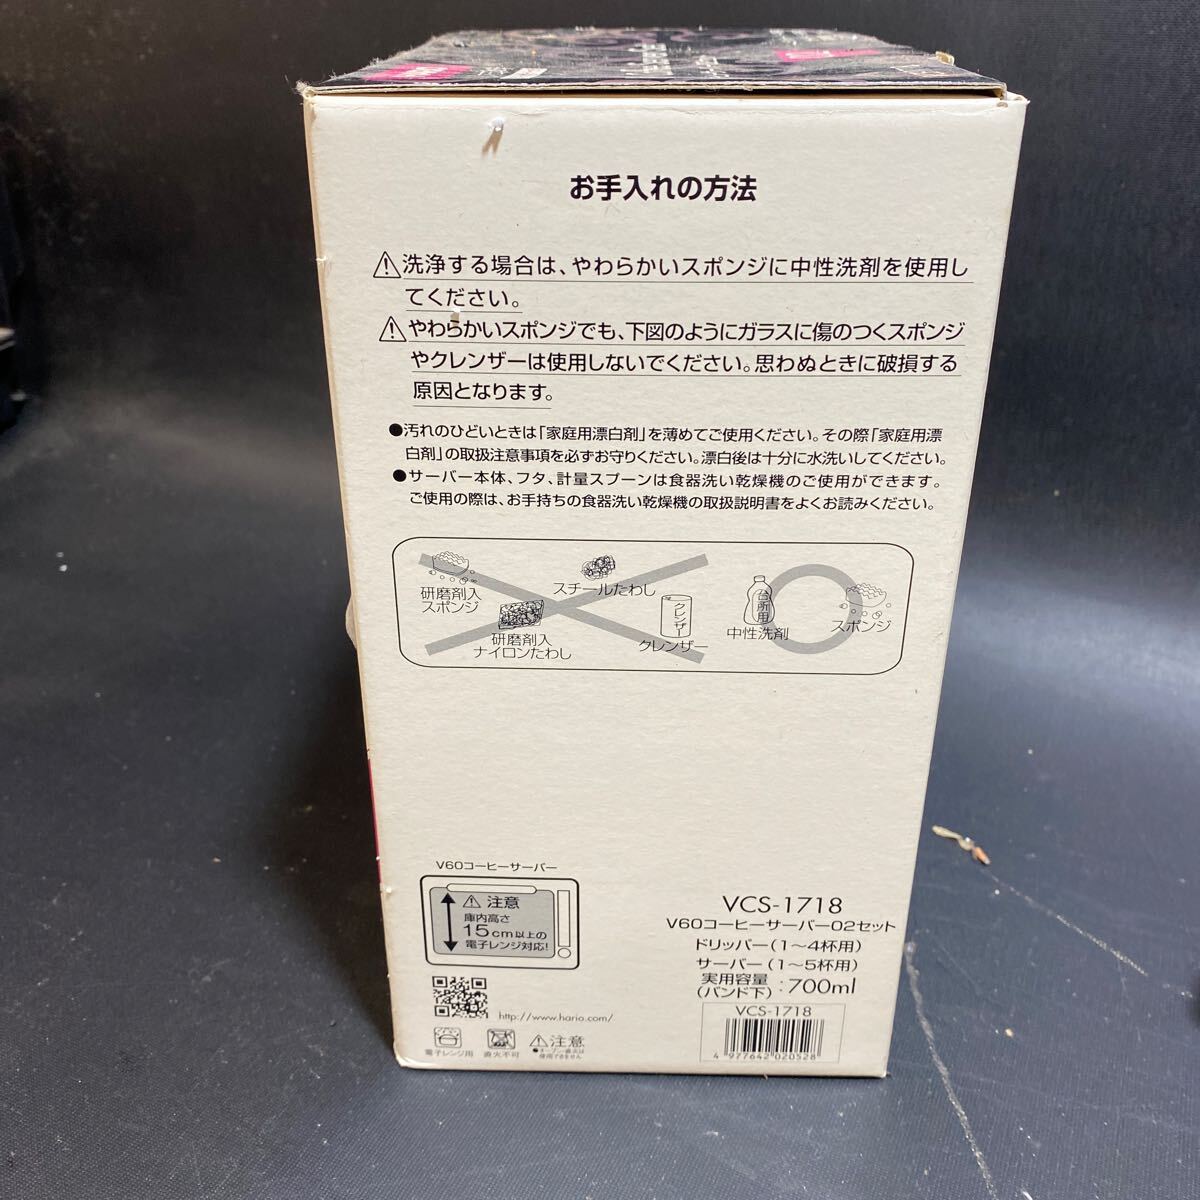 お手入れの方法
⚠洗浄する場合は、やわらかいスポンジに中性洗剤を使用し
てください。
⚠やわらかいスポンジでも、下図のようにガラスに傷のつくスポンジ
やクレンザーは使用しないでください。思わぬときに破損する
原因となります。
●汚れのひどいときは「家庭用漂白剤」を薄めてご使用ください。その際「家庭用漂
白剤」の取扱注意事項を必ずお守りください。漂白後は十分に水洗いしてください。
●サーバー本体、フタ、計量スプーンは食器洗い乾燥機のご使用ができます。
ご使用の際は、お手持ちの食器洗い乾燥機の取扱説明書をよくお読みください。
研磨剤入
スポンジ
スチールたわし
研磨剤入
ナイロンたわし
クレンザー
クレンザー
台所用
中性洗剤
スポンジ
V60コーヒーサーバー
⚠注意
庫内高さ
15cm以上の
電子レンジ対応!
http://www.hario.com/
電子レンジ用
直火不可
⚠注意
●オーブン・直火は
使用できません
VCS-1718
V60コーヒーサーバー02セット
ドリッパー(1〜4杯用)
サーバー(1〜5杯用)
実用容量
(バンド下)
:700ml
VCS-1718
4 977642 020528